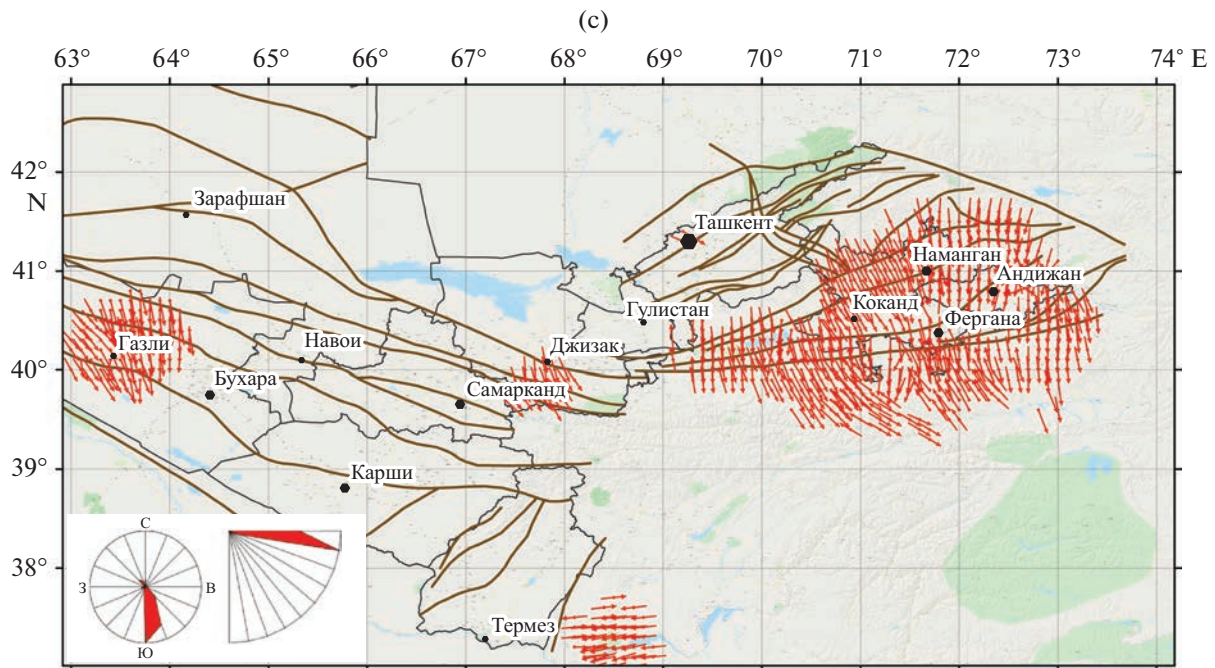 (c)
63° 64° 65° 66° 67° 68° 69° 70° 71° 72° 73° 74° E
42°
N
Зарафшан
Ташкент
41°
Наманган
Андижан
Гулистан
Коканд
Фергана
Газли
Навои
Джизак
40°
Бухара
Самарканд
39°
Карши
С
З
В
38°
Термез
Ю